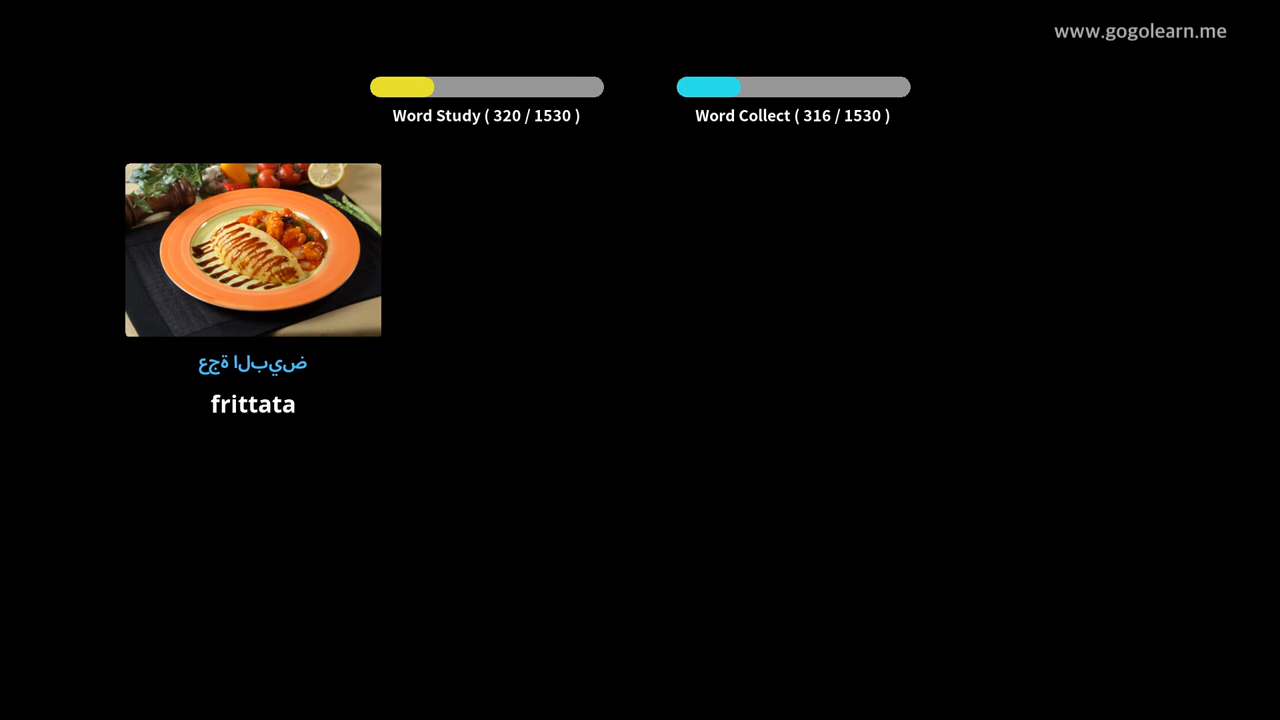 www.gogolearn.me
Word Study ( 320 / 1530 )
Word Collect ( 316 / 1530 )
عجة البيض
frittata